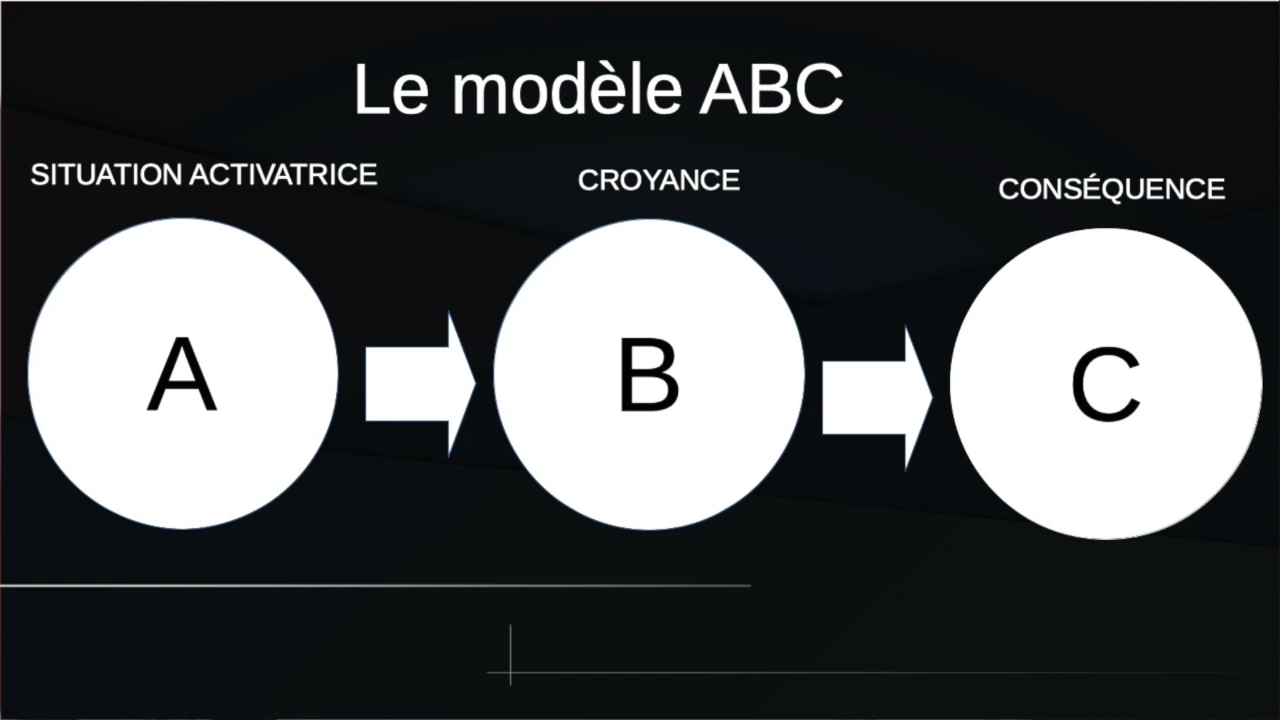 Le modèle ABC
SITUATION ACTIVATRICE
CROYANCE
CONSÉQUENCE
A
B
C